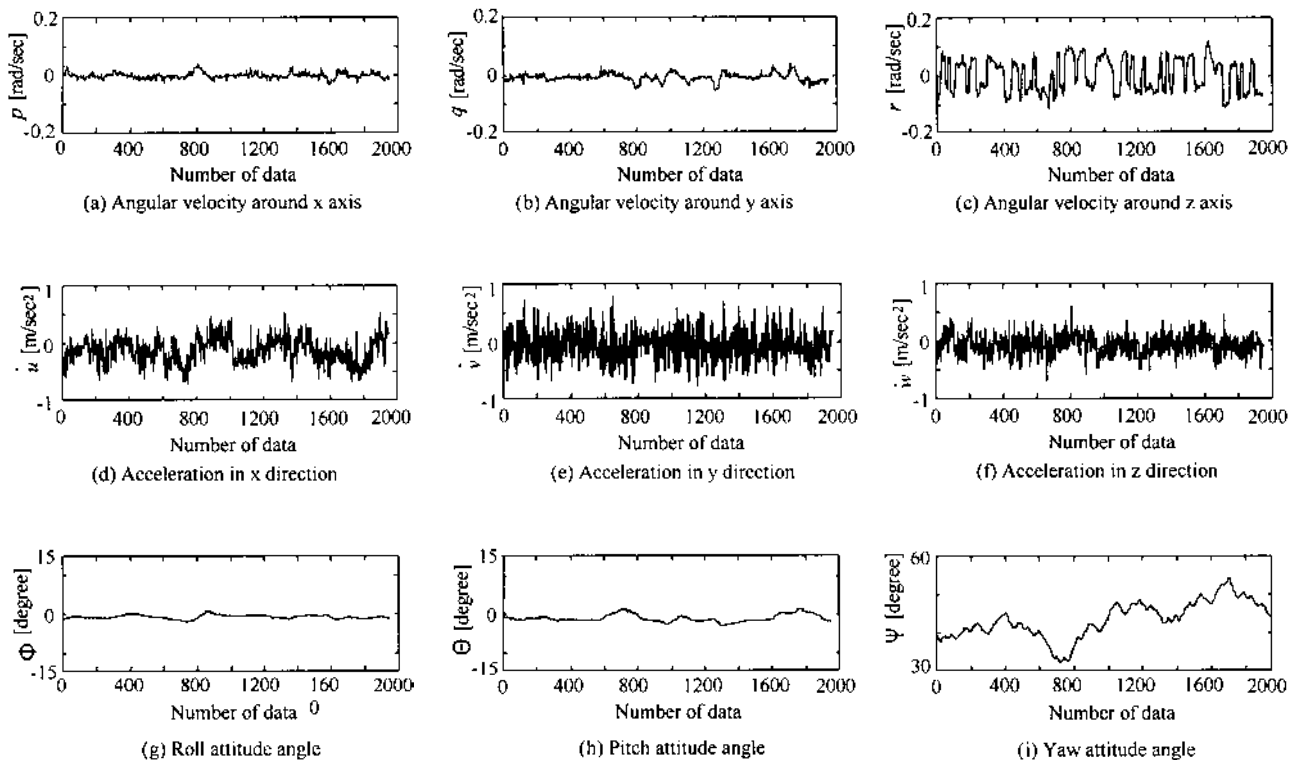 0.2
0
-0.2
p [rad/sec]
0 400 800 1200 1600 2000
Number of data
(a) Angular velocity around x axis
0.2
0
-0.2
q [rad/sec]
0 400 800 1200 1600 2000
Number of data
(b) Angular velocity around y axis
0.2
0
-0.2
r [rad/sec]
0 400 800 1200 1600 2000
Number of data
(c) Angular velocity around z axis
1
0
-1
u̇ [m/sec²]
0 400 800 1200 1600 2000
Number of data
(d) Acceleration in x direction
1
0
-1
v̇ [m/sec²]
0 400 800 1200 1600 2000
Number of data
(e) Acceleration in y direction
1
0
-1
ẇ [m/sec²]
0 400 800 1200 1600 2000
Number of data
(f) Acceleration in z direction
15
0
-15
Φ [degree]
0 400 800 1200 1600 2000
Number of data 0
(g) Roll attitude angle
15
0
-15
Θ [degree]
0 400 800 1200 1600 2000
Number of data
(h) Pitch attitude angle
60
30
Ψ [degree]
0 400 800 1200 1600 2000
Number of data
(i) Yaw attitude angle